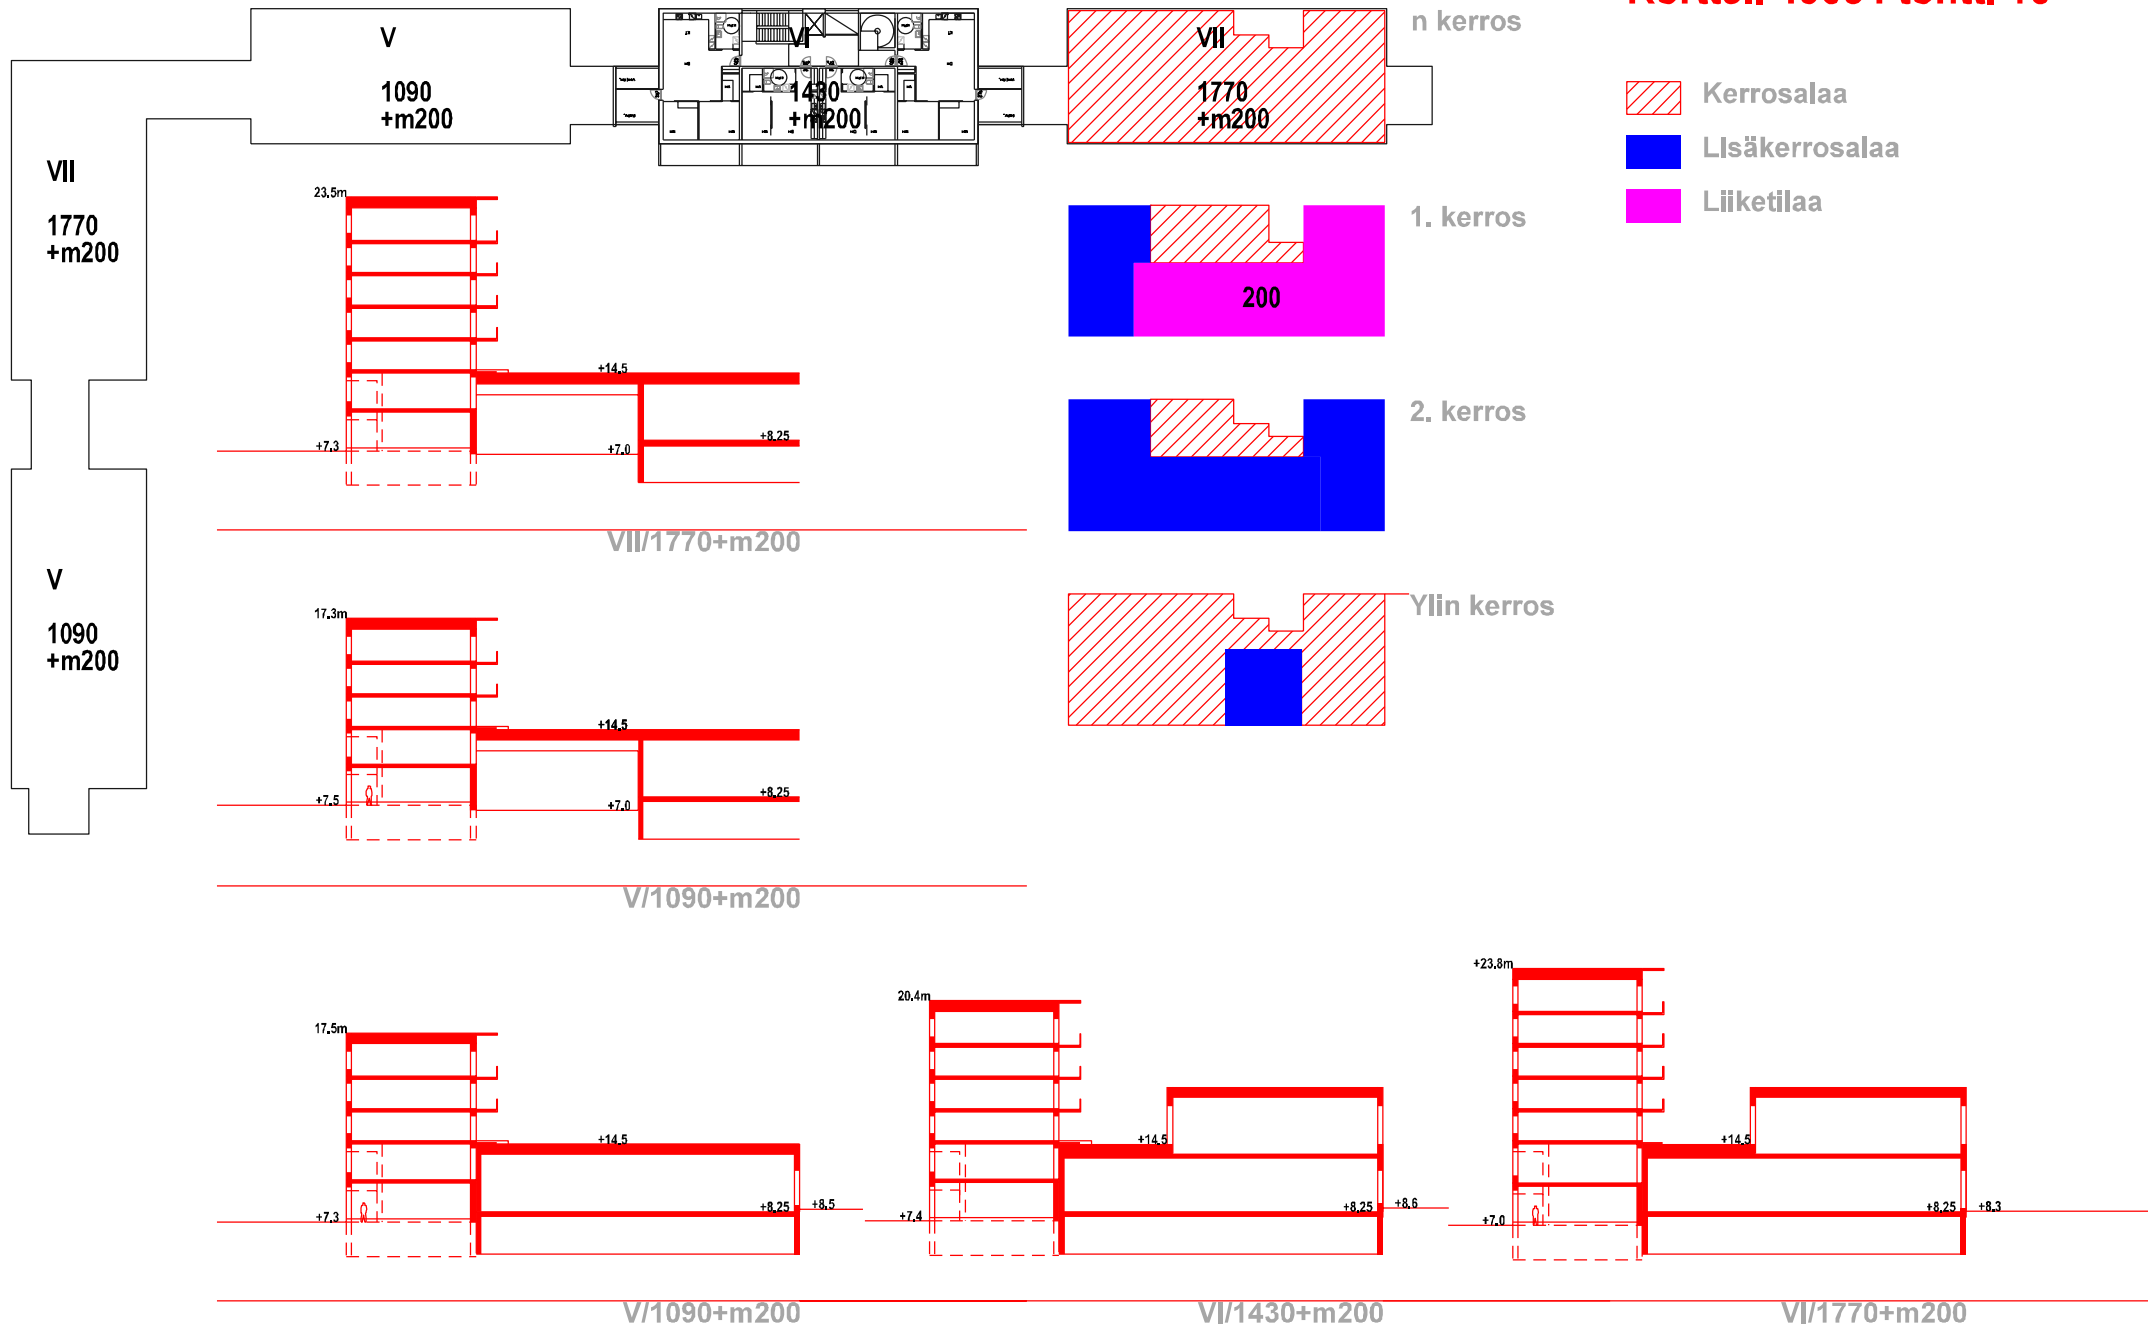 n kerros
V
1090
+m200
VI
1430
+m200
VII
1770
+m200
Kerrosalaa
LIsäkerrosalaa
Liiketilaa
VII
1770
+m200
23.5m
+14.5
+8.25
+7.3
+7.0
VII/1770+m200
1. kerros
200
2. kerros
Ylin kerros
V
1090
+m200
17.3m
+14.5
+8.25
+7.5
+7.0
V/1090+m200
17.5m
+14.5
+8.25
+8.5
+7.3
V/1090+m200
20.4m
+14.5
+8.25
+8.6
+7.4
VI/1430+m200
+23.8m
+14.5
+8.25
+8.3
+7.0
VI/1770+m200